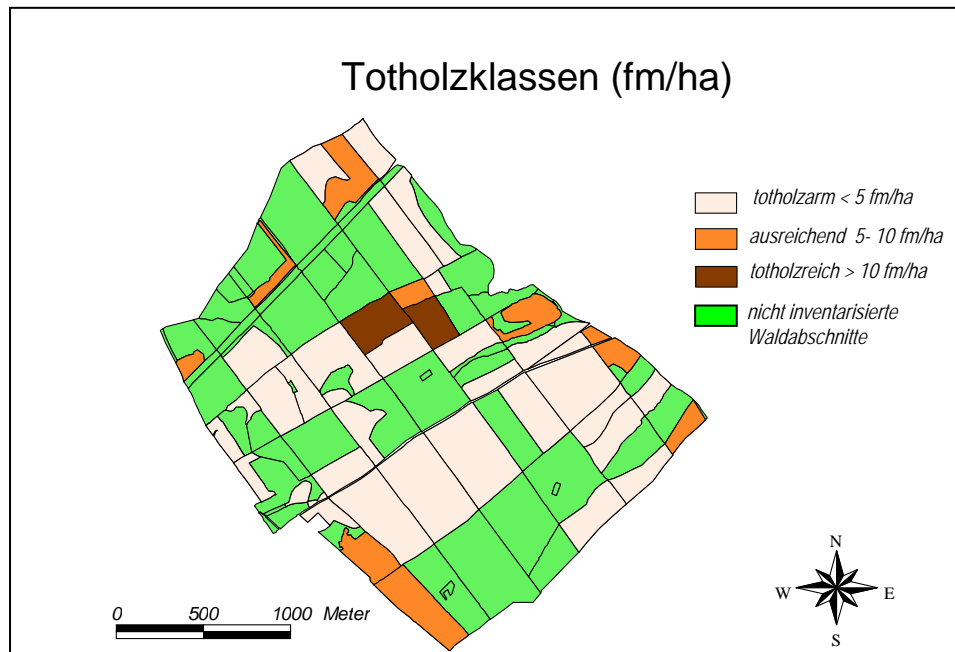 Totholzklassen (fm/ha)
totholzarm < 5 fm/ha
ausreichend 5- 10 fm/ha
totholzreich > 10 fm/ha
nicht inventarisierte
Waldabschnitte
N
W E
S
0 500 1000 Meter